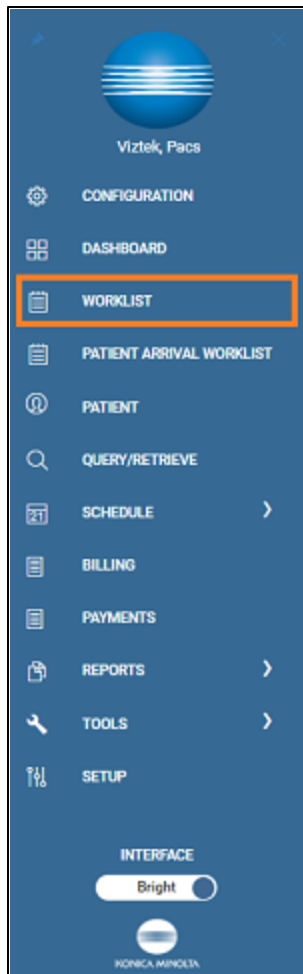 Viztek, Pacs
CONFIGURATION
DASHBOARD
WORKLIST
PATIENT ARRIVAL WORKLIST
PATIENT
QUERY/RETRIEVE
21
SCHEDULE
BILLING
PAYMENTS
REPORTS
TOOLS
SETUP
INTERFACE
Bright
KONICA MINOLTA